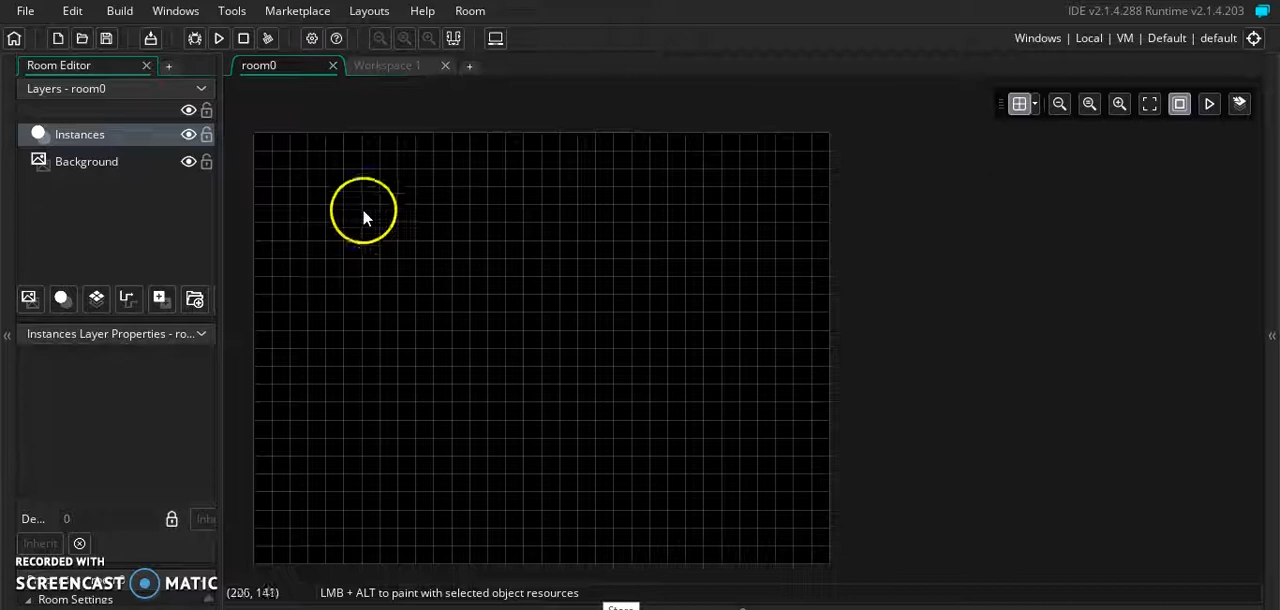 File Edit Build Windows Tools Marketplace Layouts Help Room IDE v2.1.4.288 Runtime v2.1.4.203
Windows | Local | VM | Default | default
Room Editor room0 Workspace 1
Layers - room0
Instances
Background
Instances Layer Properties - ro...
De... 0
Inherit
RECORDED WITH
SCREENCAST MATIC
Room Settings
141) LMB + ALT to paint with selected object resources